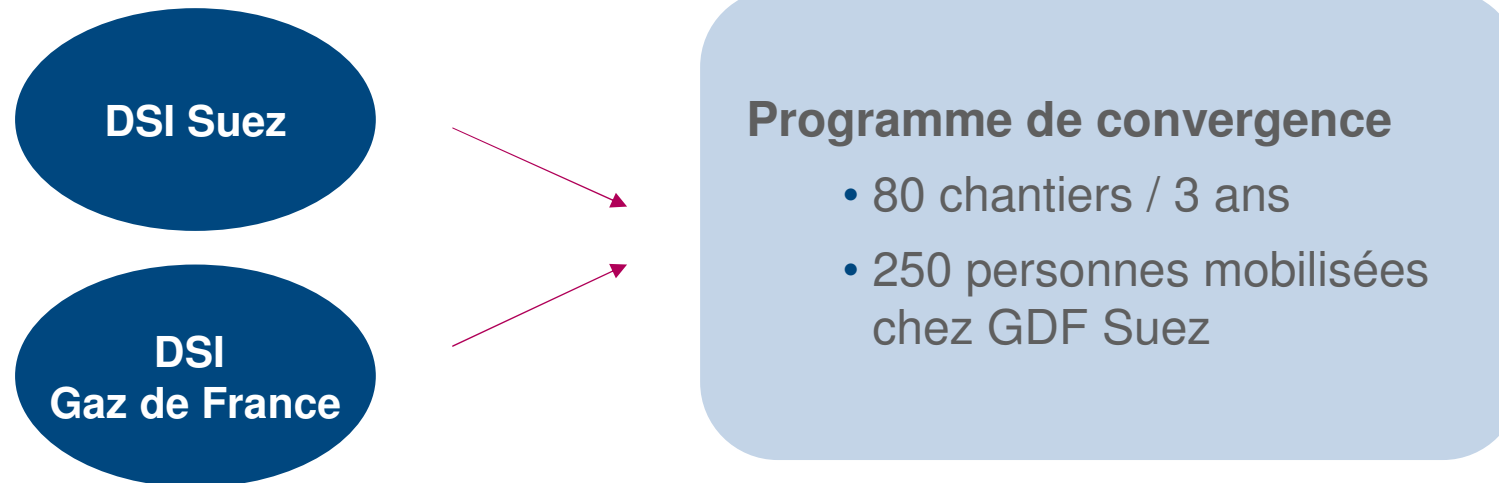 DSI Suez
DSI
Gaz de France
Programme de convergence
• 80 chantiers / 3 ans
• 250 personnes mobilisées
chez GDF Suez